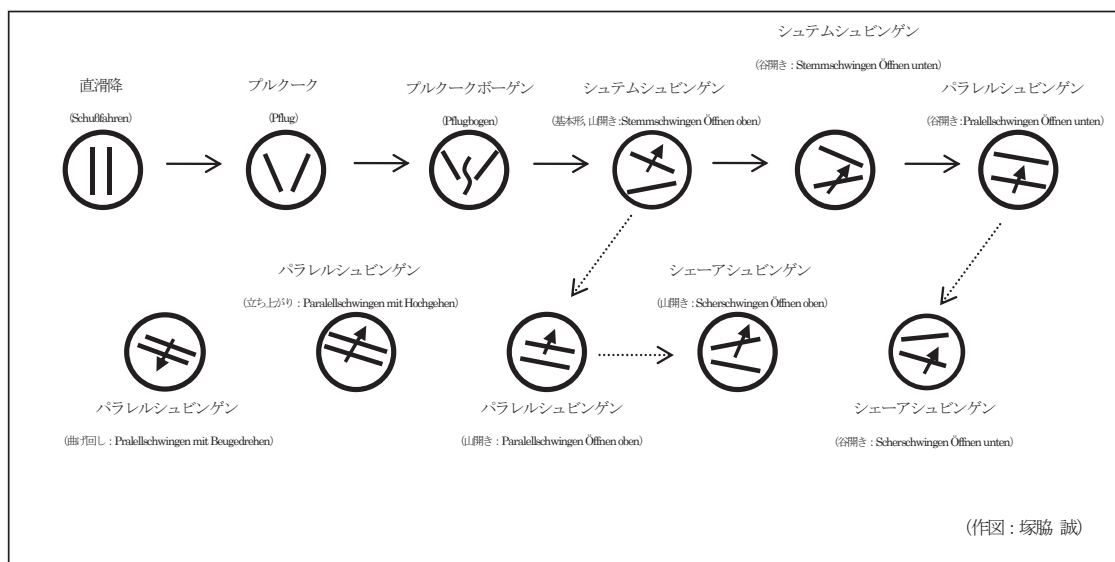 シュテムシュビンゲン
(谷開き : Stemmschwingen Öffnen unten)
直滑降
(Schußfahren)
プルクーク
(Pflug)
プルクークボーゲン
(Pflugbogen)
シュテムシュビンゲン
(基本形, 山開き :Stemmschwingen Öffnen oben)
パラレルシュビンゲン
(谷開き : Pralellschwingen Öffnen unten)
パラレルシュビンゲン
(立ち上がり : Paralellschwingen mit Hochgehen)
シェーアシュビンゲン
(山開き : Scherschwingen Öffnen oben)
パラレルシュビンゲン
(曲げ回し : Pralellschwingen mit Beugedrehen)
パラレルシュビンゲン
(山開き : Paralellschwingen Öffnen oben)
シェーアシュビンゲン
(谷開き : Scherschwingen Öffnen unten)
(作図 : 塚脇 誠)